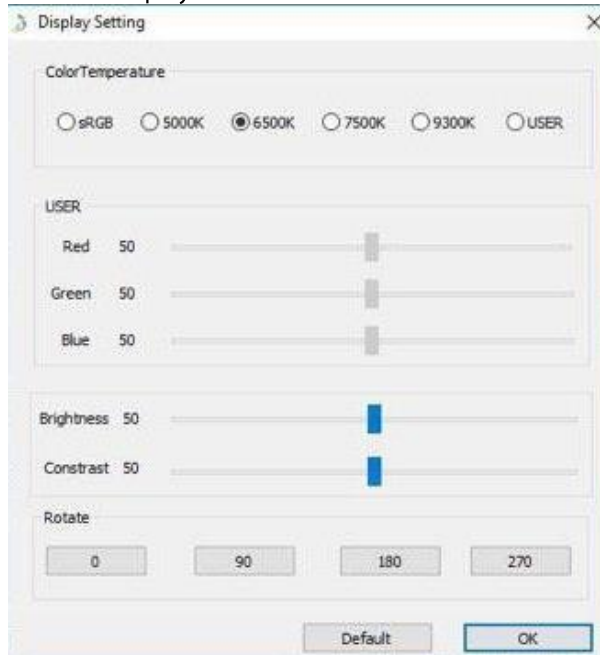 Display Setting
ColorTemperature
sRGB 5000K 6500K 7500K 9300K USER
USER
Red 50
Green 50
Blue 50
Brightness 50
Constrast 50
Rotate
0 90 180 270
Default OK